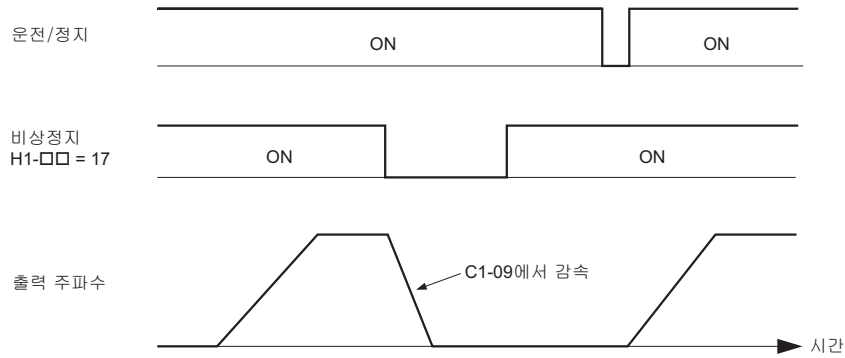 운전/정지
ON
ON
비상정지
H1-□□ = 17
ON
ON
출력 주파수
C1-09에서 감속
시간